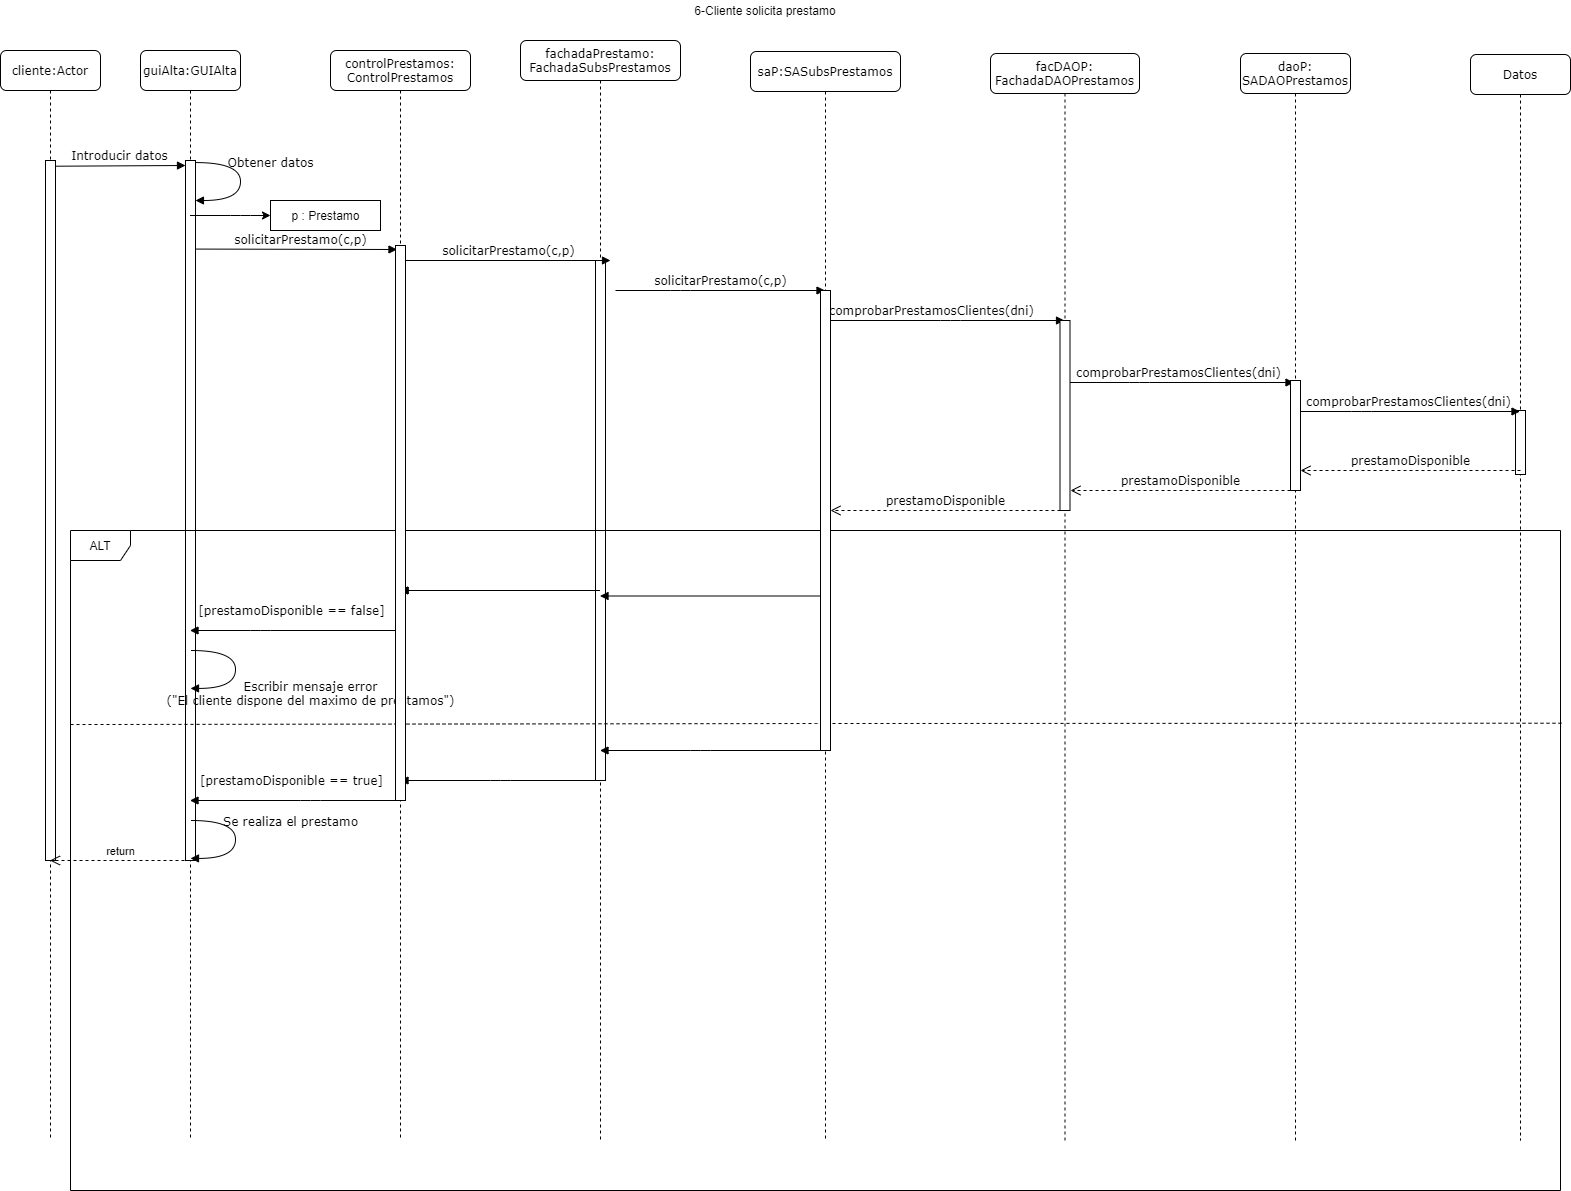 6-Cliente solicita prestamo
cliente:Actor
guiAlta:GUIAlta
controlPrestamos:
ControlPrestamos
fachadaPrestamo:
FachadaSubsPrestamos
saP:SASubsPrestamos
facDAOP:
FachadaDAOPrestamos
daoP:
SADAOPrestamos
Datos
Introducir datos
Obtener datos
p : Prestamo
solicitarPrestamo(c,p)
solicitarPrestamo(c,p)
solicitarPrestamo(c,p)
comprobarPrestamosClientes(dni)
comprobarPrestamosClientes(dni)
comprobarPrestamosClientes(dni)
prestamoDisponible
prestamoDisponible
prestamoDisponible
ALT
[prestamoDisponible == false]
Escribir mensaje error
("El cliente dispone del maximo de prestamos")
[prestamoDisponible == true]
Se realiza el prestamo
return